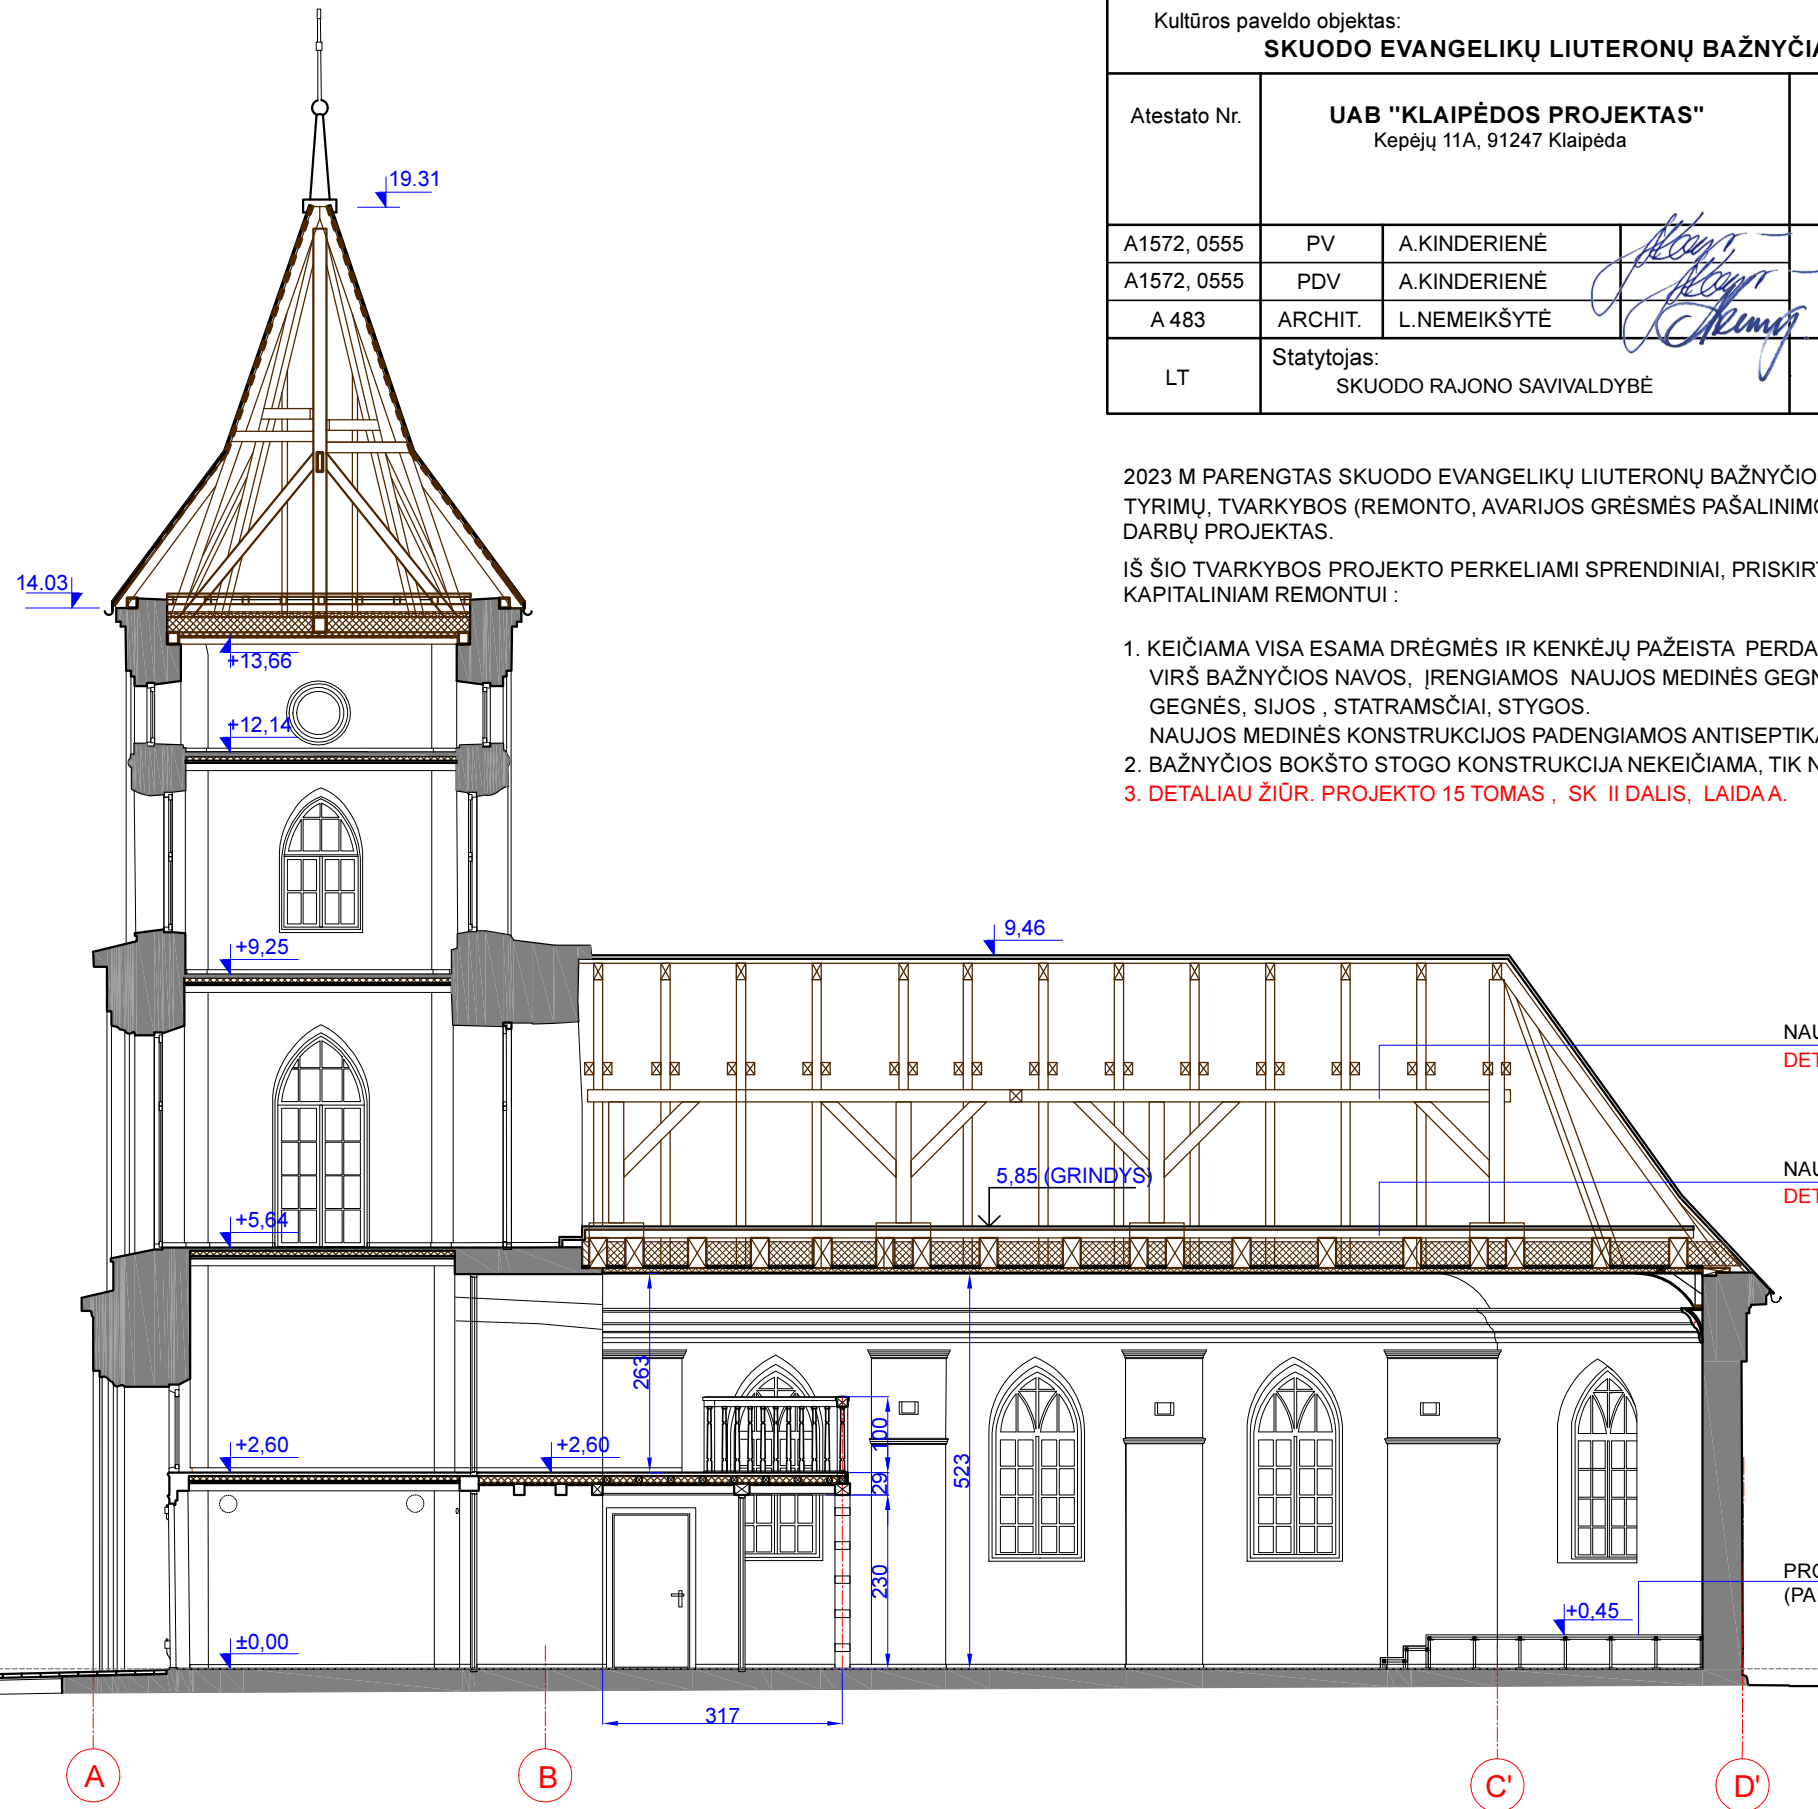 Kultūros paveldo objektas:
SKUODO EVANGELIKŲ LIUTERONŲ BAŽNYČIA
Atestato Nr.
UAB "KLAIPĖDOS PROJEKTAS"
Kepėjų 11A, 91247 Klaipėda
A1572, 0555 PV A.KINDERIENĖ
A1572, 0555 PDV A.KINDERIENĖ
A 483 ARCHIT. L.NEMEIKŠYTĖ
LT
Statytojas:
SKUODO RAJONO SAVIVALDYBĖ
2023 M PARENGTAS SKUODO EVANGELIKŲ LIUTERONŲ BAŽNYČIO
TYRIMŲ, TVARKYBOS (REMONTO, AVARIJOS GRĖSMĖS PAŠALINIMO
DARBŲ PROJEKTAS.
IŠ ŠIO TVARKYBOS PROJEKTO PERKELIAMI SPRENDINIAI, PRISKIRT
KAPITALINIAM REMONTUI :
1. KEIČIAMA VISA ESAMA DRĖGMĖS IR KENKĖJŲ PAŽEISTA PERDA
VIRŠ BAŽNYČIOS NAVOS, ĮRENGIAMOS NAUJOS MEDINĖS GEGN
GEGNĖS, SIJOS , STATRAMSČIAI, STYGOS.
NAUJOS MEDINĖS KONSTRUKCIJOS PADENGIAMOS ANTISEPTIKA
2. BAŽNYČIOS BOKŠTO STOGO KONSTRUKCIJA NEKEIČIAMA, TIK N
3. DETALIAU ŽIŪR. PROJEKTO 15 TOMAS , SK II DALIS, LAIDA A.
19.31
14.03
+13,66
+12,14
+9,25
9,46
NAU
DET
5,85 (GRINDYS)
NAU
DET
+5,64
263
+2,60
+2,60
100
29
523
230
PRO
(PA
+0,45
±0,00
317
A
B
C'
D'